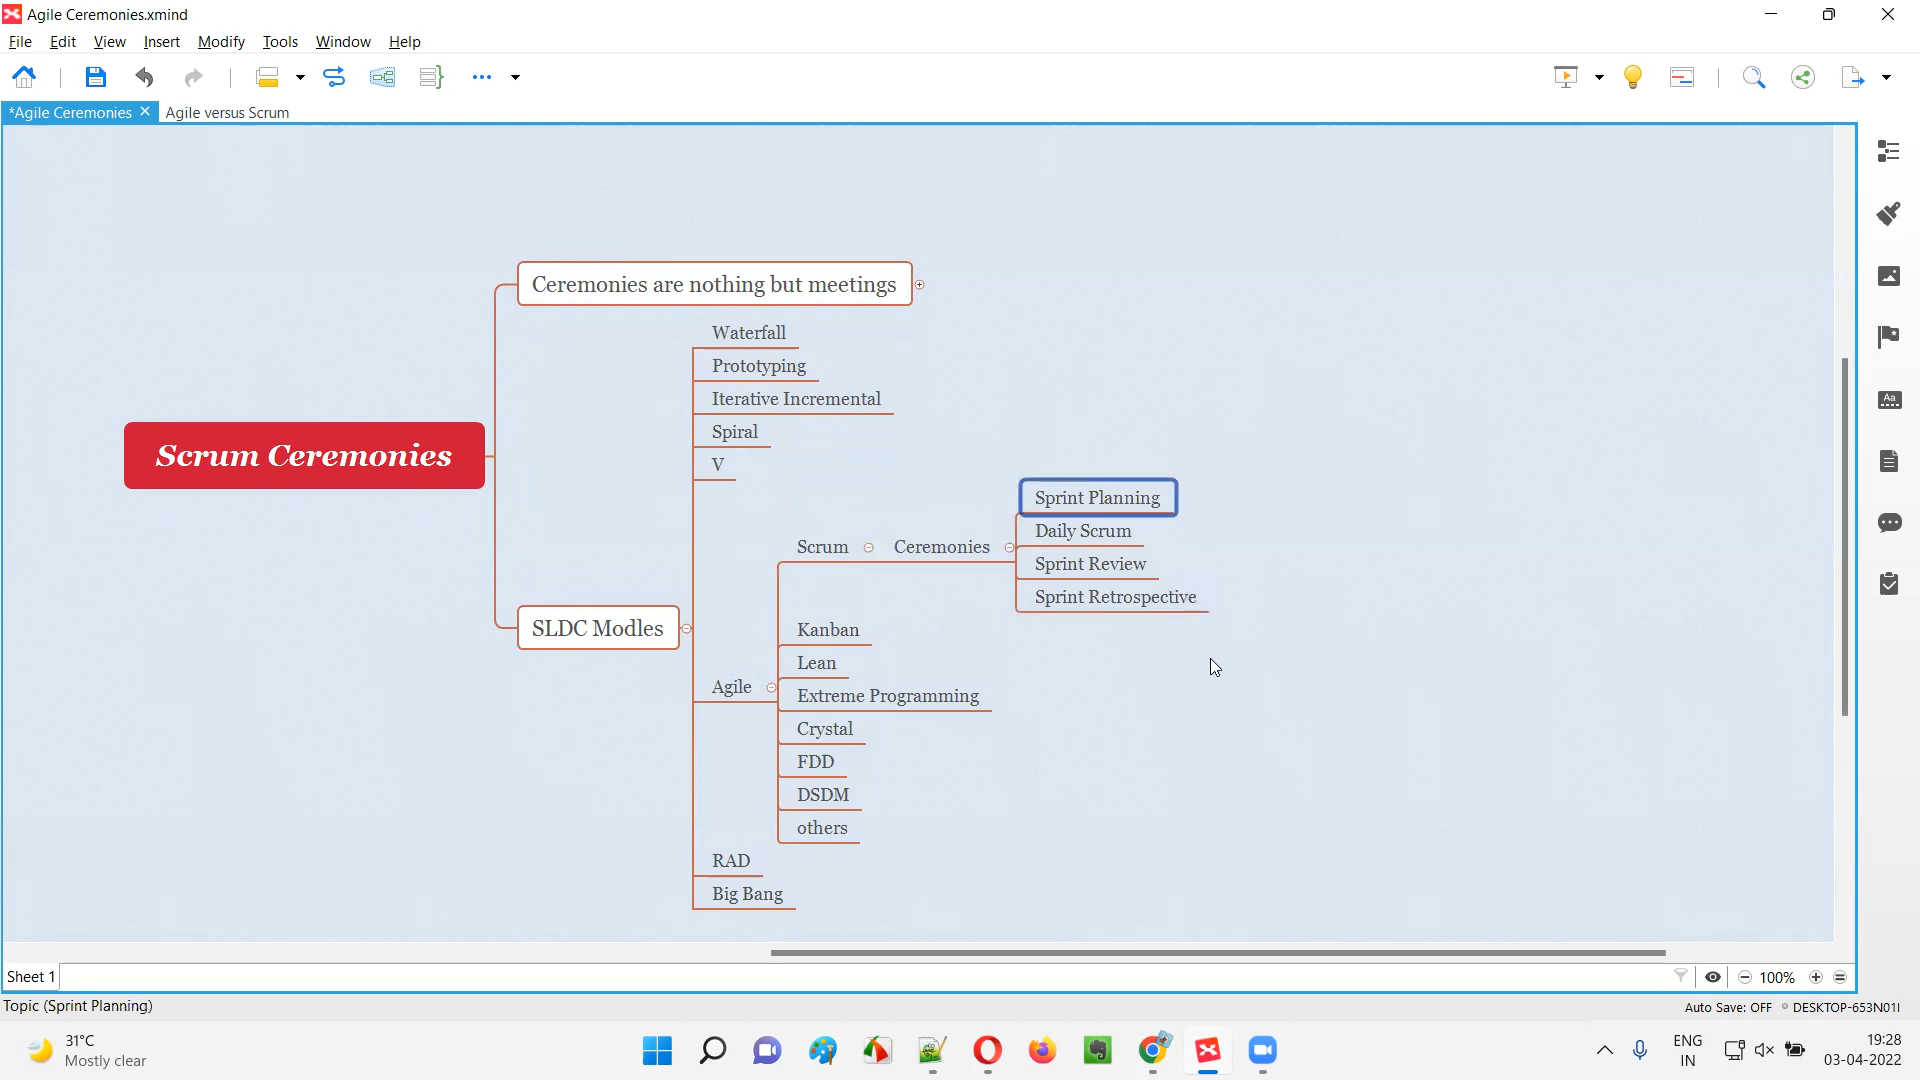 Agile Ceremonies.xmind
File Edit View Insert Modify Tools Window Help
*Agile Ceremonies Agile versus Scrum
Ceremonies are nothing but meetings
Waterfall
Prototyping
Iterative Incremental
Spiral
Scrum Ceremonies
V
Sprint Planning
Daily Scrum
Scrum Ceremonies
Sprint Review
Sprint Retrospective
SLDC Modles
Kanban
Lean
Agile
Extreme Programming
Crystal
FDD
DSDM
others
RAD
Big Bang
Aa
Sheet 1
100%
Topic (Sprint Planning)
Auto Save: OFF DESKTOP-653N01I
31°C
Mostly clear
ENG
IN
19:28
03-04-2022